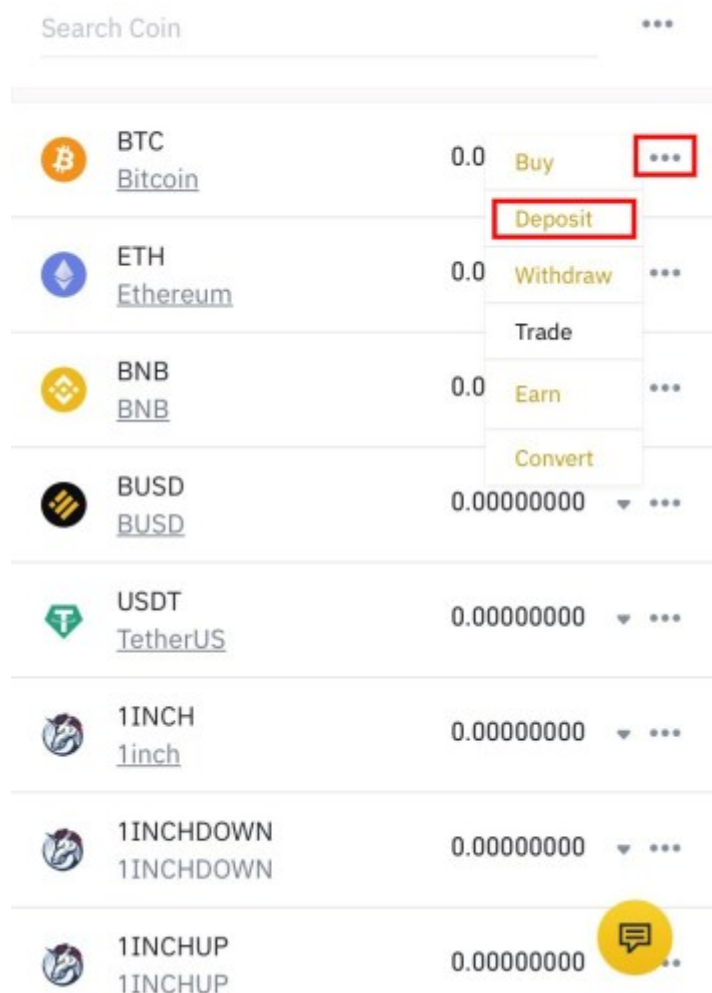 Search Coin
BTC
Bitcoin
0.0
Buy
Deposit
ETH
Ethereum
0.0
Withdraw
Trade
BNB
BNB
0.0
Earn
Convert
BUSD
BUSD
0.00000000
USDT
TetherUS
0.00000000
1INCH
1inch
0.00000000
1INCHDOWN
1INCHDOWN
0.00000000
1INCHUP
1INCHUP
0.00000000